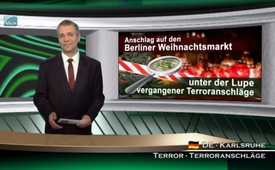 Anschlag auf den
Berliner Weihnachtsmarkt
unter der Lupe
vergangener Terroranschläge
DE - Karlsruhe
Terror - Terroranschläge